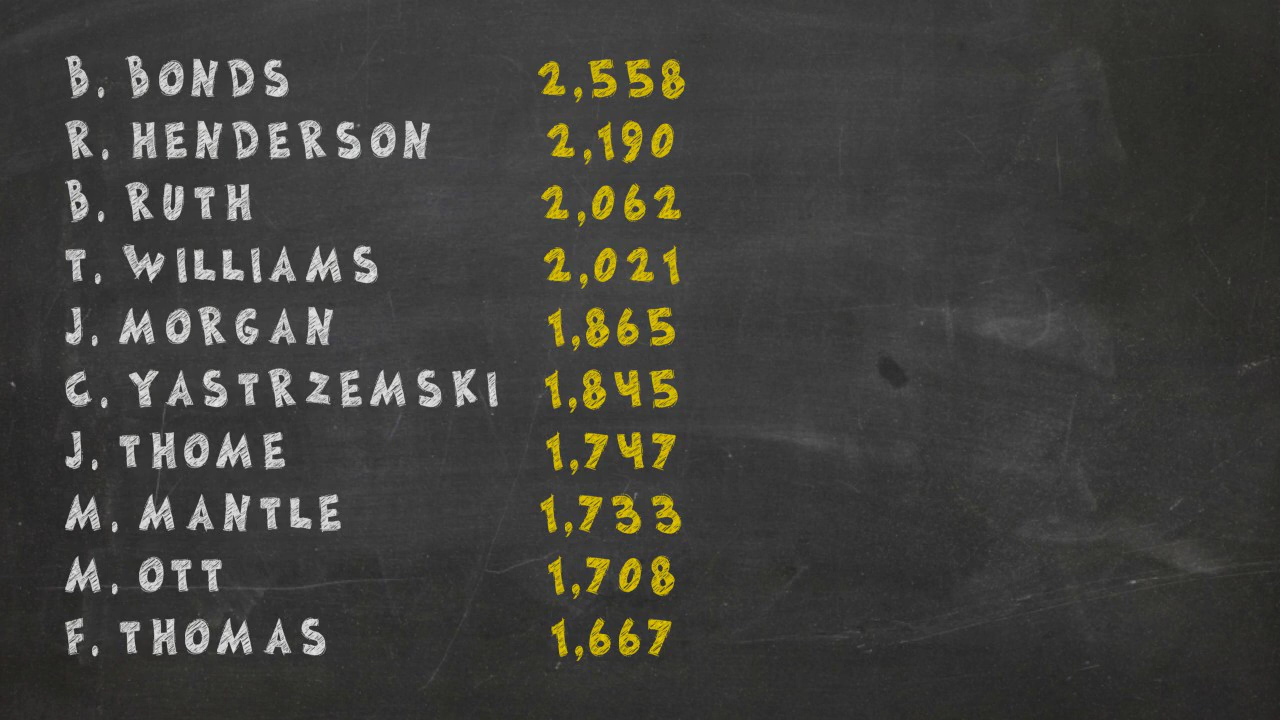 B. BONDS 2,558
R. HENDERSON 2,190
B. RUTH 2,062
T. WILLIAMS 2,021
J. MORGAN 1,865
C. YASTRZEMSKI 1,845
J. THOME 1,747
M. MANTLE 1,733
M. OTT 1,708
F. THOMAS 1,667